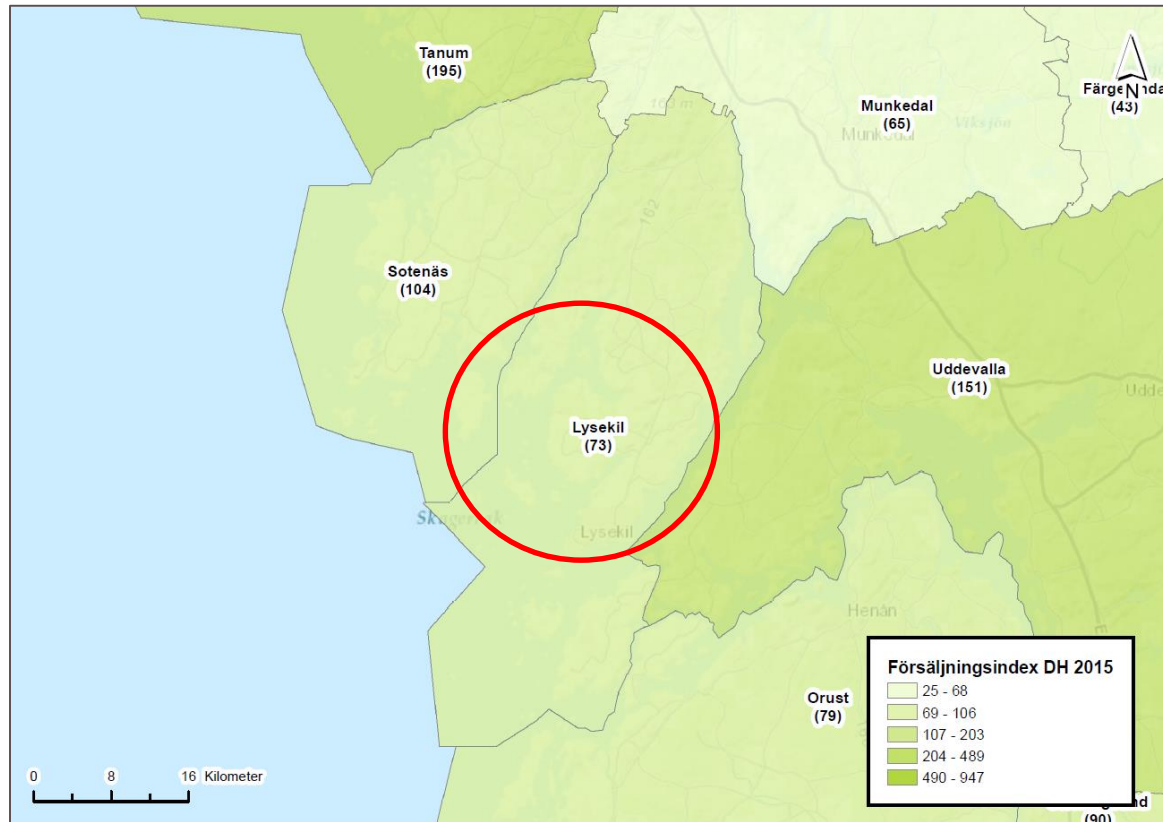 Tanum
(195)
Munkedal
(65)
Munkedal
Viksjön
N
(43)
162
Sotenäs
(104)
Uddevalla
(151)
Lysekil
(73)
Skagerrak
Lysekil
Henån
Orust
(79)
(90)
Försäljningsindex DH 2015
25 - 68
69 - 106
107 - 203
204 - 489
490 - 947
0 8 16 Kilometer